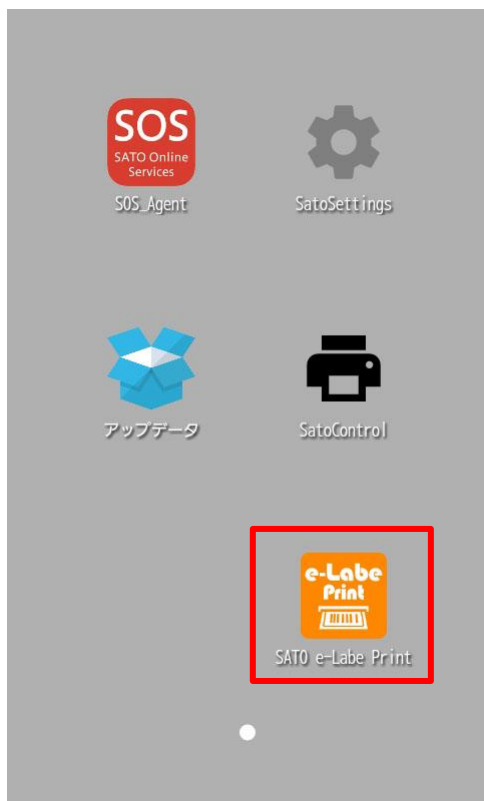 SOS
SATO Online
Services
SOS_Agent
SatoSettings
アップデータ
SatoControl
e-Labe
Print
SATO e-Labe Print